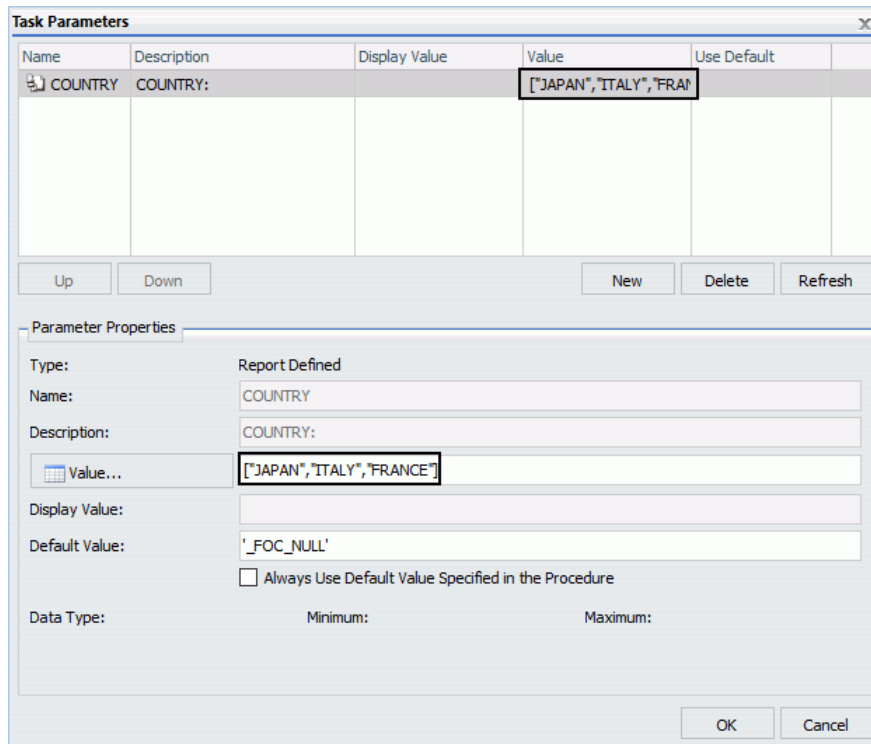 Task Parameters
Name Description Display Value Value Use Default
COUNTRY COUNTRY: ["JAPAN","ITALY","FRAN
Up Down New Delete Refresh
Parameter Properties
Type: Report Defined
Name: COUNTRY
Description: COUNTRY:
Value... ["JAPAN","ITALY","FRANCE"]
Display Value:
Default Value: '_FOC_NULL'
Always Use Default Value Specified in the Procedure
Data Type: Minimum: Maximum:
OK Cancel